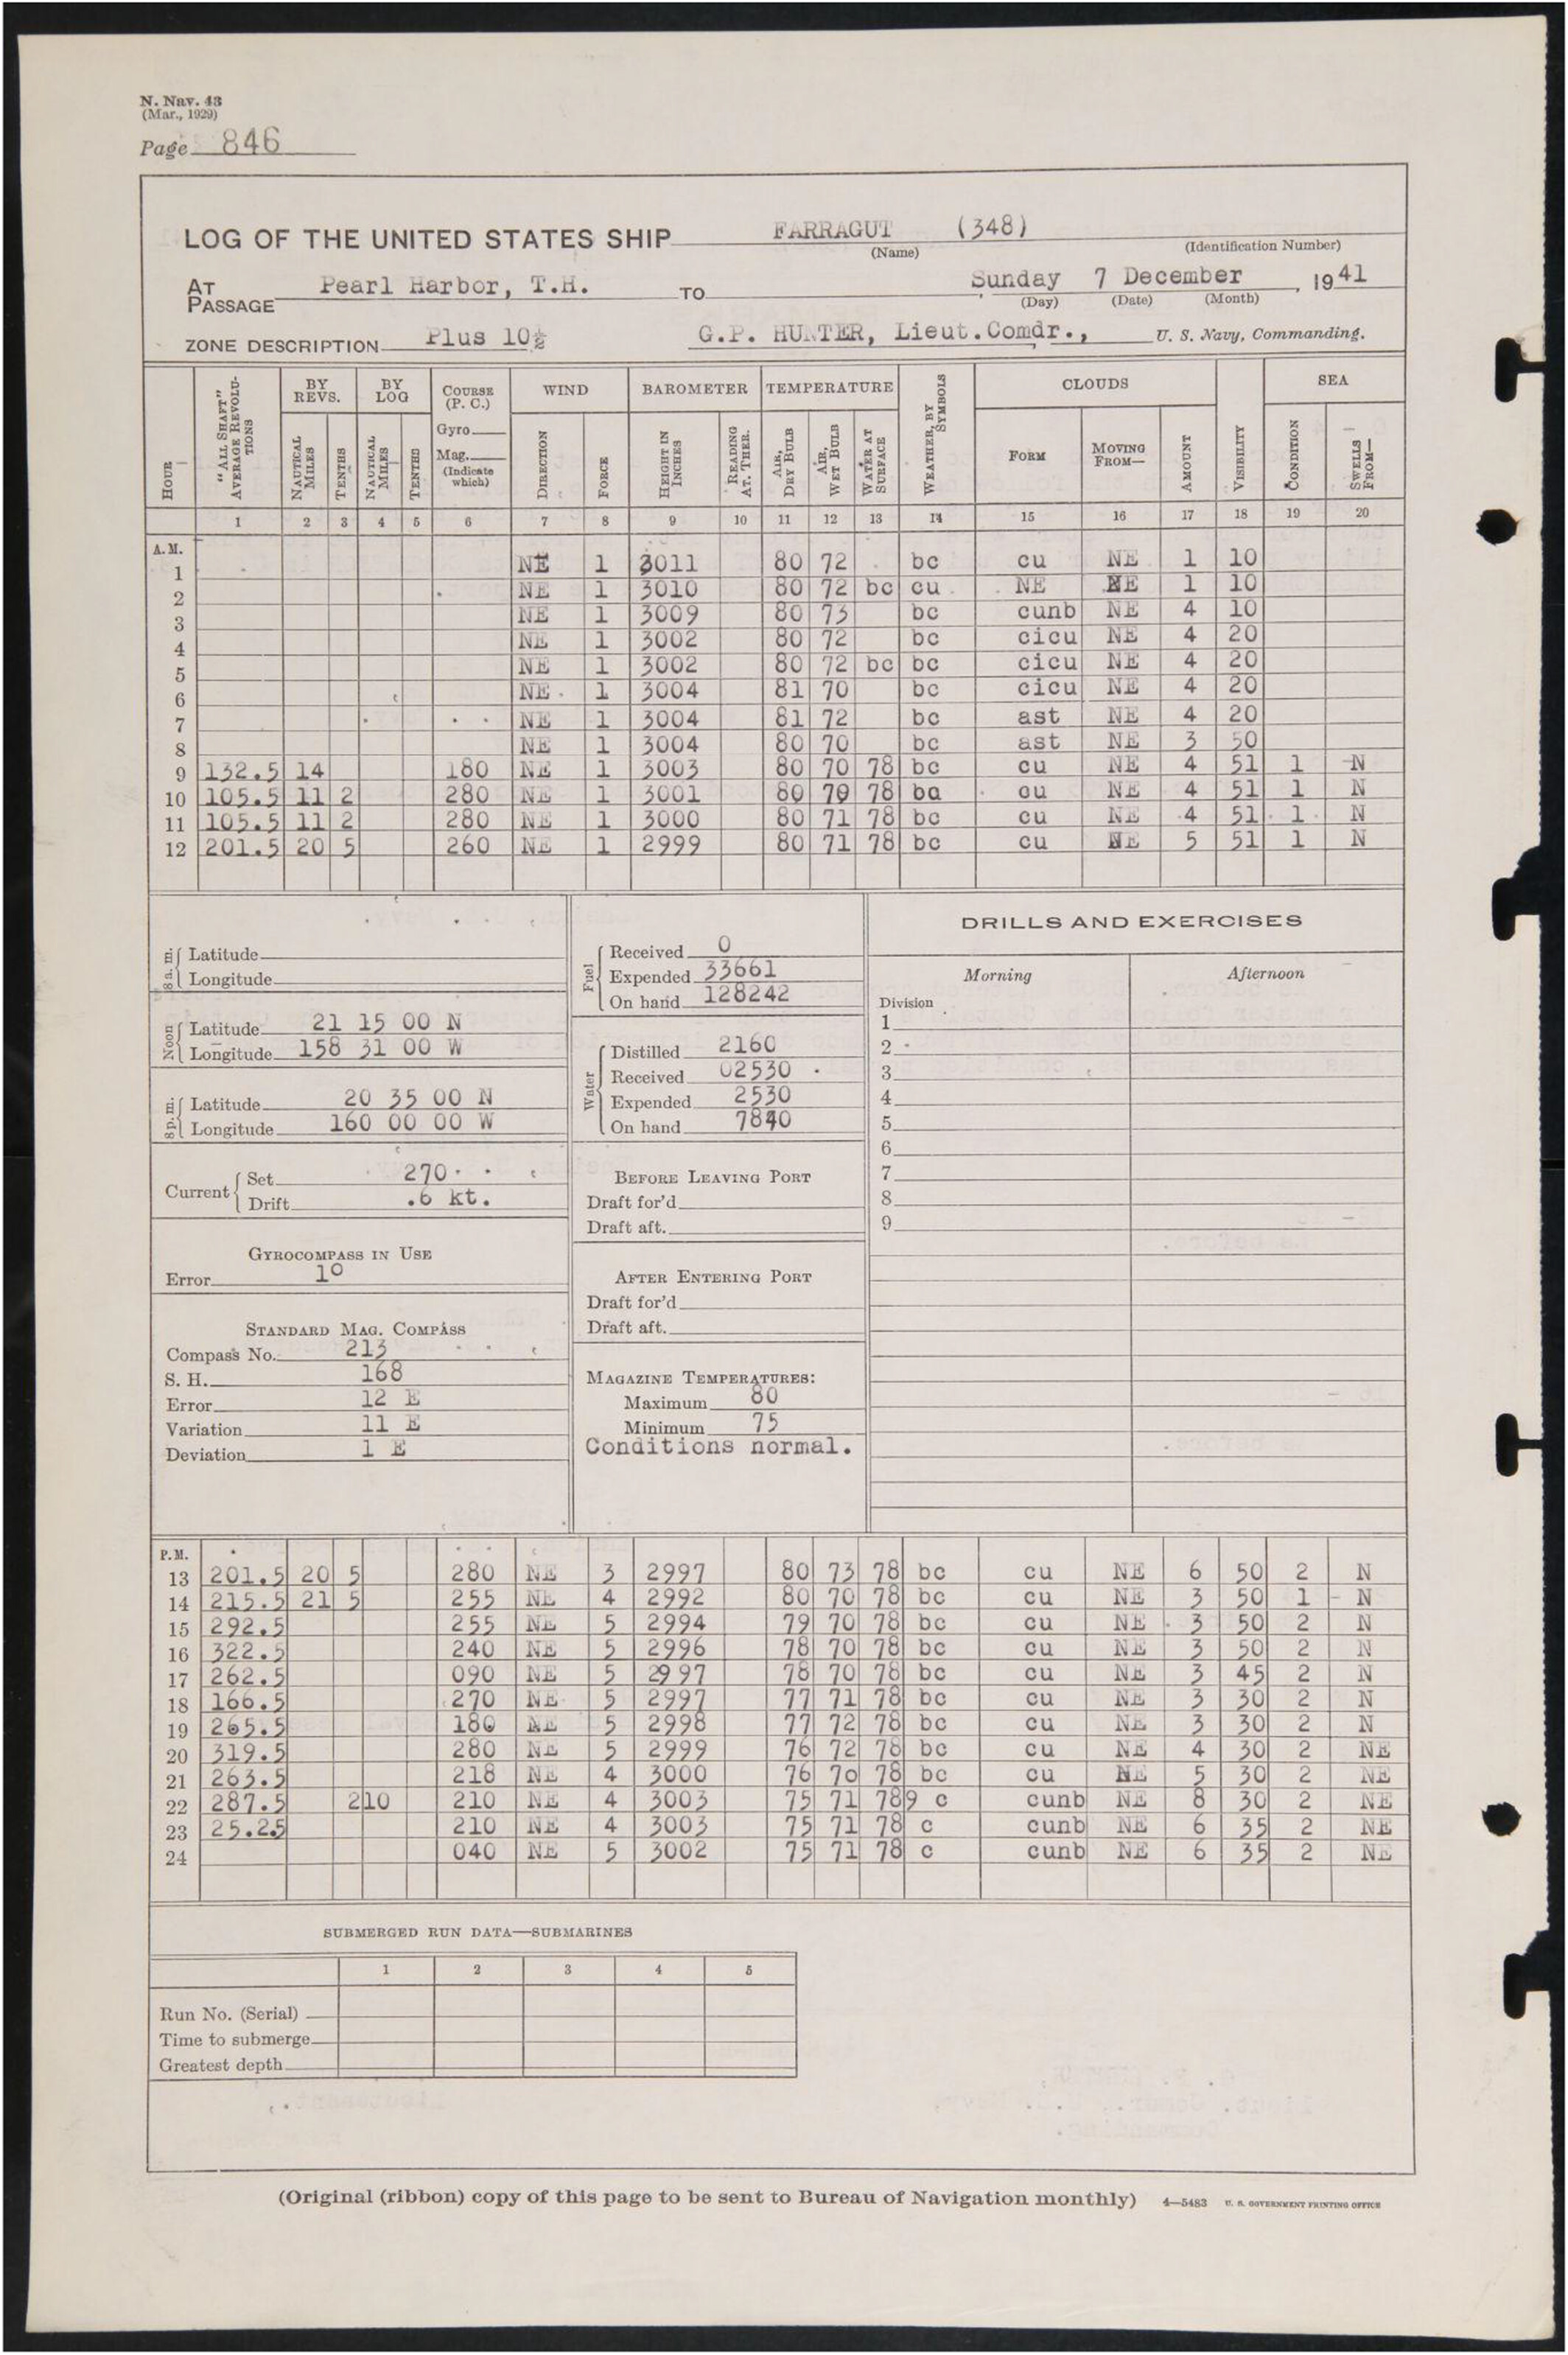 N. Nav. 43
(Mar., 1929)
Page 846
LOG OF THE UNITED STATES SHIP FARRAGUT (348)
(Name) (Identification Number)
AT PASSAGE Pearl Harbor, T.H. TO Sunday 7 December , 1941
(Day) (Date) (Month)
ZONE DESCRIPTION Plus 10½ G.P. HUNTER, Lieut.Comdr., U. S. Navy, Commanding.
HOUR "ALL SHAFT" AVERAGE REVOLUTIONS BY REVS. BY LOG COURSE (P. C.) WIND BAROMETER TEMPERATURE WEATHER, BY SYMBOLS CLOUDS VISIBILITY SEA
NAUTICAL MILES TENTHS NAUTICAL MILES TENTHS Gyro Mag. (Indicate which) DIRECTION FORCE HEIGHT IN INCHES READING AT. THER. AIR, DRY BULB AIR, WET BULB WATER AT SURFACE FORM MOVING FROM— AMOUNT CONDITION SWELLS FROM—
1 2 3 4 5 6 7 8 9 10 11 12 13 14 15 16 17 18 19 20
A.M.
1 NE 1 3011 80 72 bc cu NE 1 10
2 NE 1 3010 80 72 bc cu NE NE 1 10
3 NE 1 3009 80 73 bc cunb NE 4 10
4 NE 1 3002 80 72 bc cicu NE 4 20
5 NE 1 3002 80 72 bc bc cicu NE 4 20
6 NE 1 3004 81 70 bc cicu NE 4 20
7 NE 1 3004 81 72 bc ast NE 4 20
8 NE 1 3004 80 70 bc ast NE 3 50
9 132.5 14 180 NE 1 3003 80 70 78 bc cu NE 4 51 1 N
10 105.5 11 2 280 NE 1 3001 80 70 78 ba cu NE 4 51 1 N
11 105.5 11 2 280 NE 1 3000 80 71 78 bc cu NE 4 51 1 N
12 201.5 20 5 260 NE 1 2999 80 71 78 bc cu NE 5 51 1 N
8 a. m. Latitude
Longitude
Noon Latitude 21 15 00 N
Longitude 158 31 00 W
8 p. m. Latitude 20 35 00 N
Longitude 160 00 00 W
Current Set 270
Drift .6 kt.
GYROCOMPASS IN USE
Error 1°
STANDARD MAG. COMPASS
Compass No. 213
S. H. 168
Error 12 E
Variation 11 E
Deviation 1 E
Fuel Received 0
Expended 33661
On hand 128242
Water Distilled 2160
Received 02530
Expended 2530
On hand 7840
BEFORE LEAVING PORT
Draft for'd
Draft aft.
AFTER ENTERING PORT
Draft for'd
Draft aft.
MAGAZINE TEMPERATURES:
Maximum 80
Minimum 75
Conditions normal.
DRILLS AND EXERCISES
Morning Afternoon
Division
1
2
3
4
5
6
7
8
9
P.M.
13 201.5 20 5 280 NE 3 2997 80 73 78 bc cu NE 6 50 2 N
14 215.5 21 5 255 NE 4 2992 80 70 78 bc cu NE 3 50 1 N
15 292.5 255 NE 5 2994 79 70 78 bc cu NE 3 50 2 N
16 322.5 240 NE 5 2996 78 70 78 bc cu NE 3 50 2 N
17 262.5 090 NE 5 2997 78 70 78 bc cu NE 3 45 2 N
18 166.5 270 NE 5 2997 77 71 78 bc cu NE 3 30 2 N
19 265.5 180 NE 5 2998 77 72 78 bc cu NE 3 30 2 N
20 319.5 280 NE 5 2999 76 72 78 bc cu NE 4 30 2 NE
21 263.5 218 NE 4 3000 76 70 78 bc cu NE 5 30 2 NE
22 287.5 210 210 NE 4 3003 75 71 789 c cunb NE 8 30 2 NE
23 25.25 210 NE 4 3003 75 71 78 c cunb NE 6 35 2 NE
24 040 NE 5 3002 75 71 78 c cunb NE 6 35 2 NE
SUBMERGED RUN DATA—SUBMARINES
1 2 3 4 5
Run No. (Serial)
Time to submerge
Greatest depth
(Original (ribbon) copy of this page to be sent to Bureau of Navigation monthly) 4—5483 U. S. GOVERNMENT PRINTING OFFICE